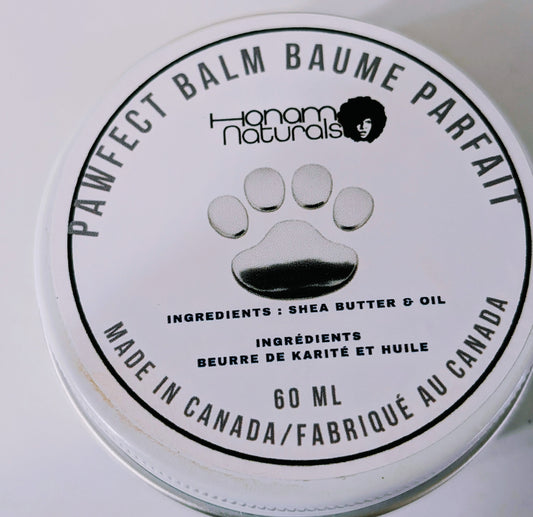 PAWFECT BALM BAUME PARFAIT
Hanam
naturals
INGREDIENTS : SHEA BUTTER & OIL
INGRÉDIENTS
BEURRE DE KARITÉ ET HUILE
60 ML
MADE IN CANADA/FABRIQUÉ AU CANADA